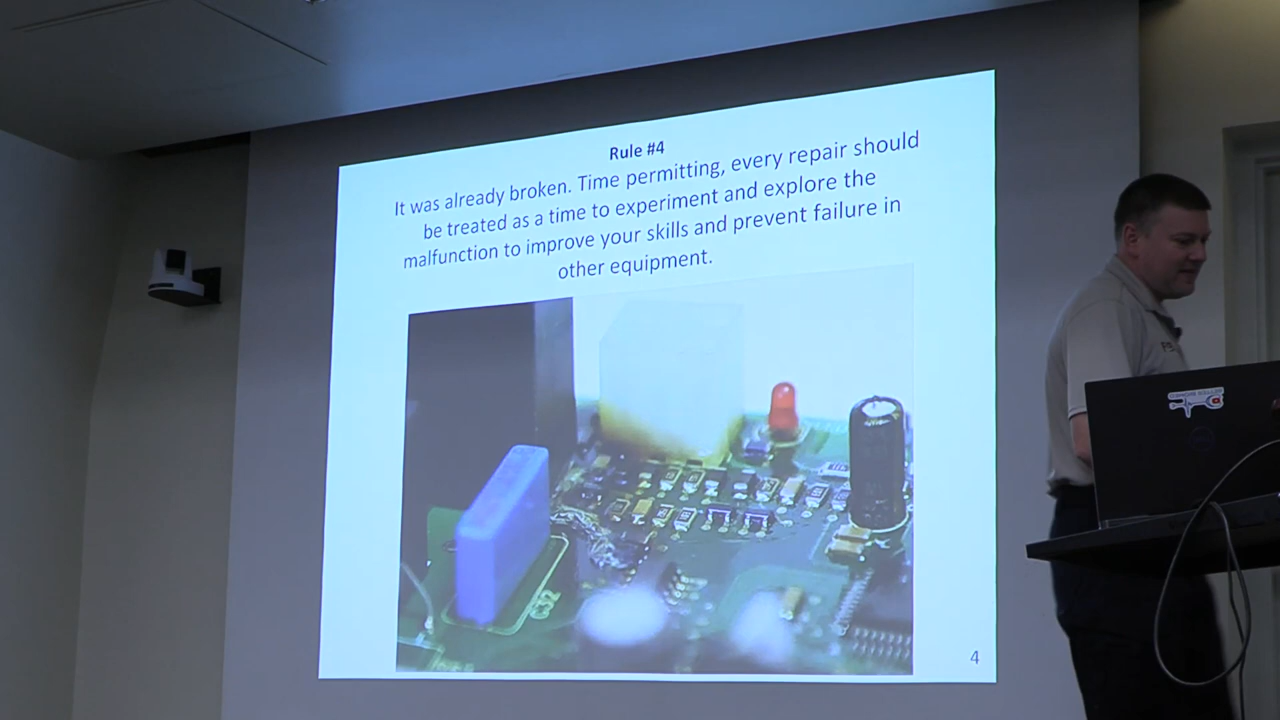 Rule #4
It was already broken. Time permitting, every repair should
be treated as a time to experiment and explore the
malfunction to improve your skills and prevent failure in
other equipment.
C32
4